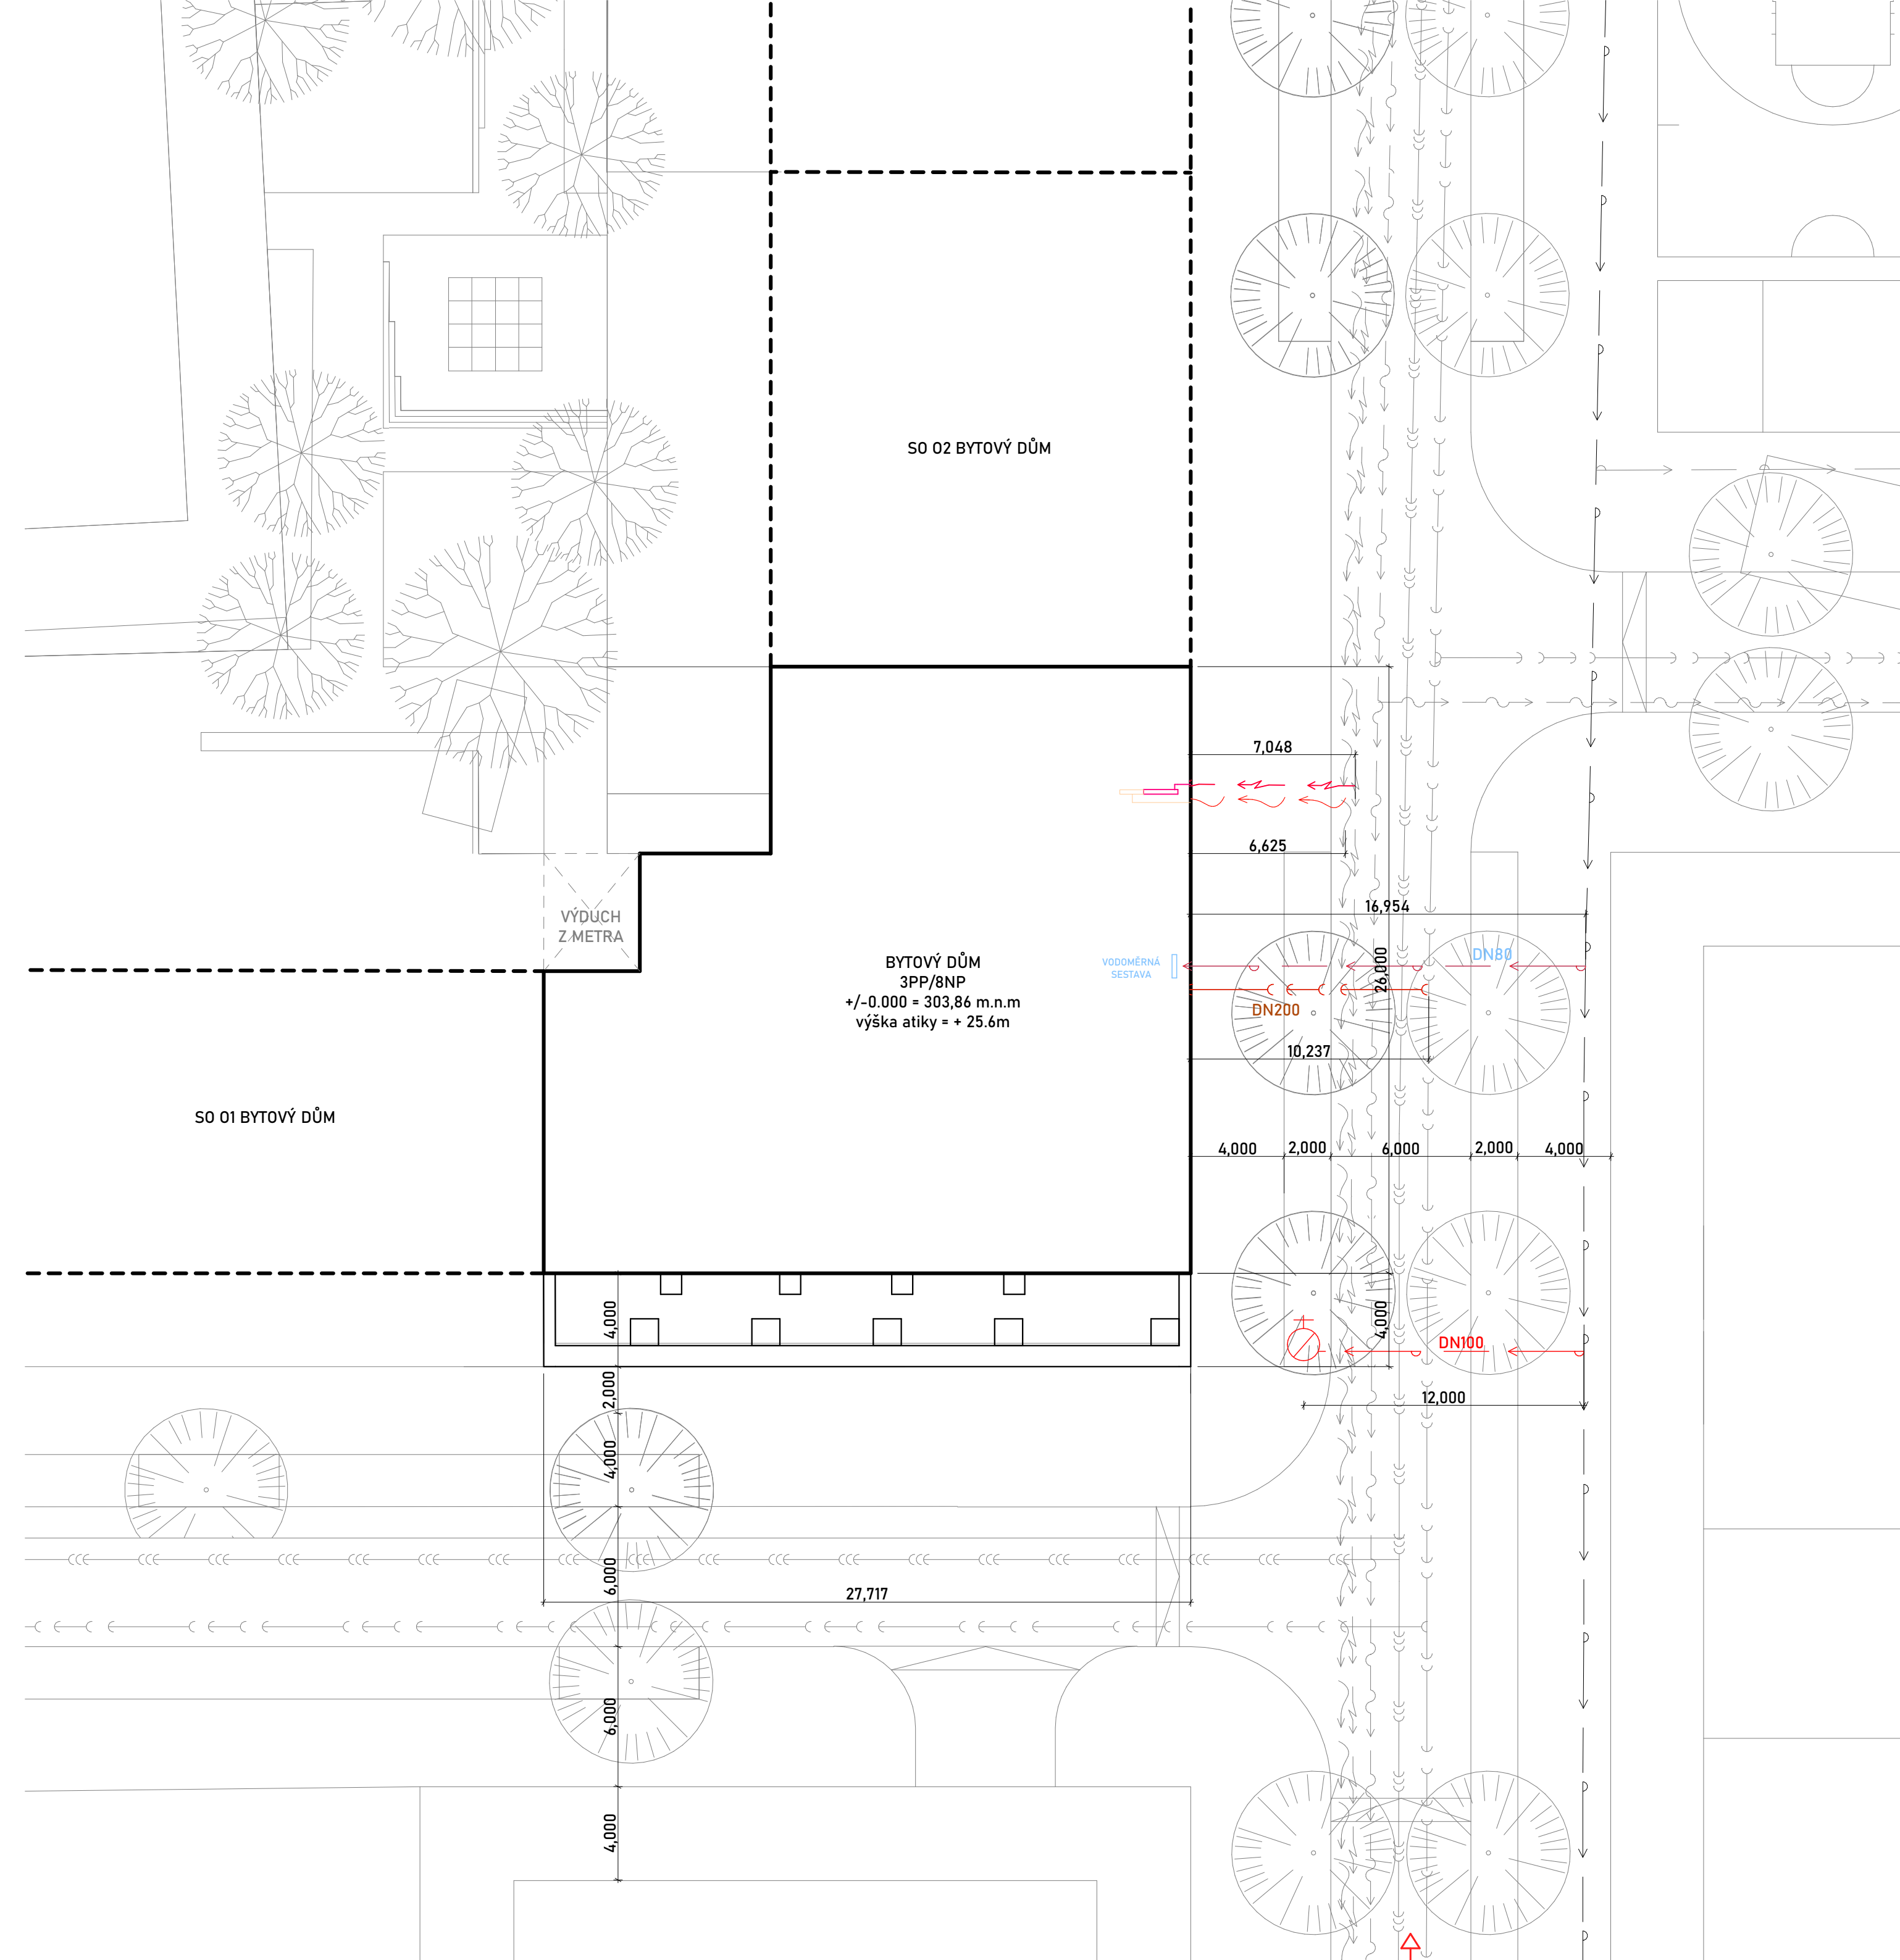 SO O2 BYTOVÝ DŮM
7,048
6,625
VÝDUCH
Z METRA
16,954
BYTOVÝ DŮM
3PP/8NP
+/-0.000 = 303,86 m.n.m
výška atiky = + 25.6m
VODOMĚRNÁ
SESTAVA
DN80
26,000
DN200
10,237
SO O1 BYTOVÝ DŮM
4,000
2,000
6,000
2,000
4,000
4,000
4,000
DN100
2,000
12,000
4,000
6,000
27,717
6,000
4,000